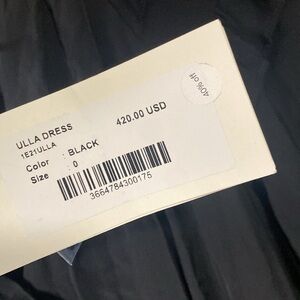 40% off
ULLA DRESS 420.00 USD
1E21ULLA
Color : BLACK
Size : 0
3664784300175